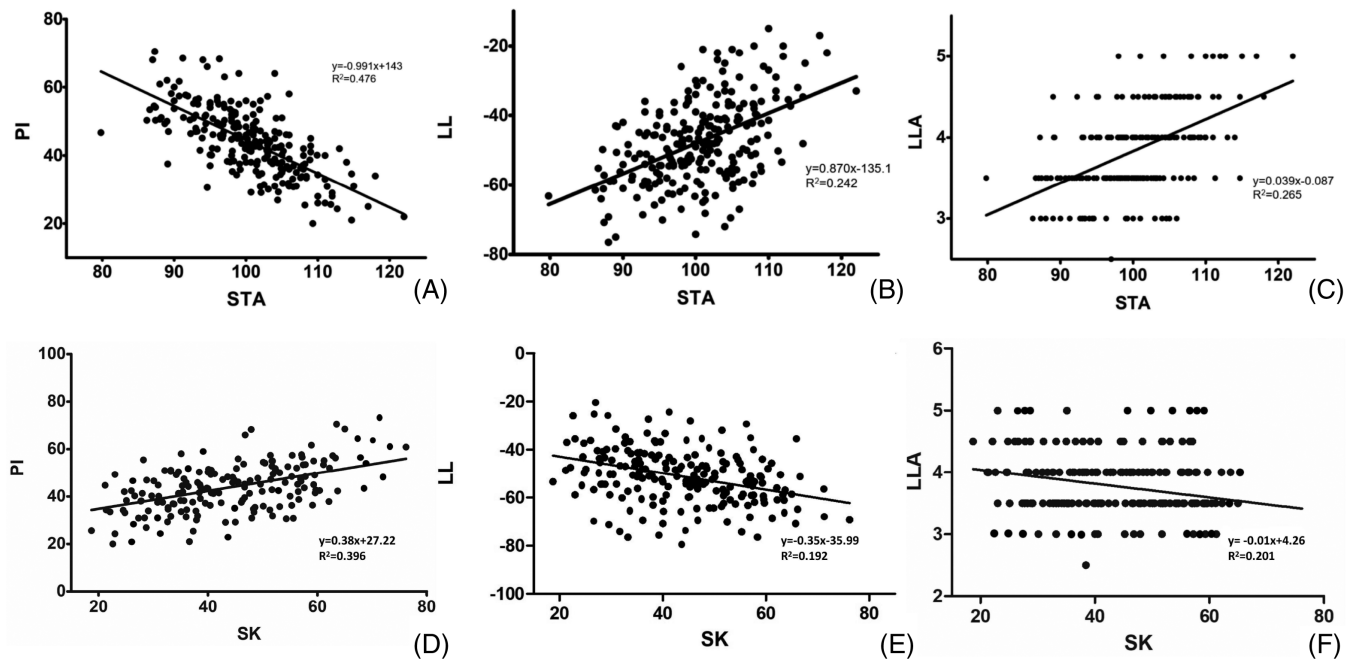 80
60
40
20
PI
y=-0.991x+143
R²=0.476
80
90
100
110
120
STA
(A)
-20
-40
-60
-80
LL
y=0.870x-135.1
R²=0.242
80
90
100
110
120
STA
(B)
5
4
3
LLA
y=0.039x-0.087
R²=0.265
80
90
100
110
120
STA
(C)
100
80
60
40
20
0
PI
y=0.38x+27.22
R²=0.396
20
40
60
80
SK
(D)
0
-20
-40
-60
-80
-100
LL
y=-0.35x-35.99
R²=0.192
20
40
60
80
SK
(E)
6
5
4
3
2
LLA
y= -0.01x+4.26
R²=0.201
20
40
60
80
SK
(F)